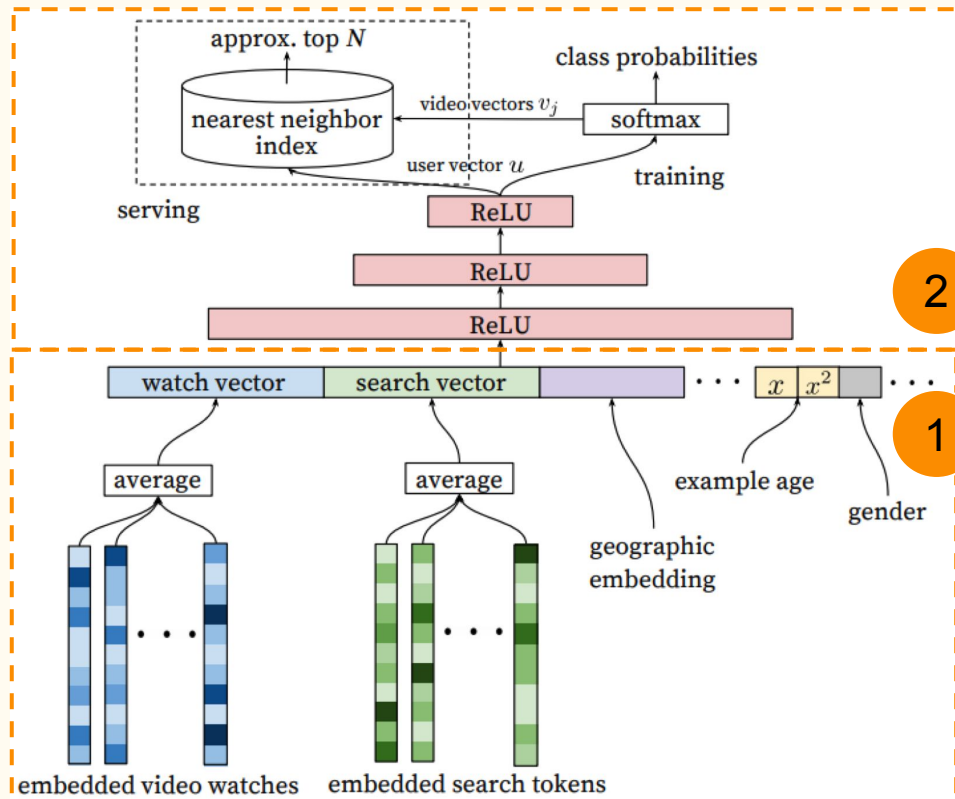 approx. top N
class probabilities
video vectors v_j
nearest neighbor
index
softmax
user vector u
training
serving
ReLU
ReLU
2
ReLU
watch vector
search vector
. . .
x
x²
. . .
1
average
average
example age
gender
geographic
embedding
. . .
. . .
embedded video watches
embedded search tokens